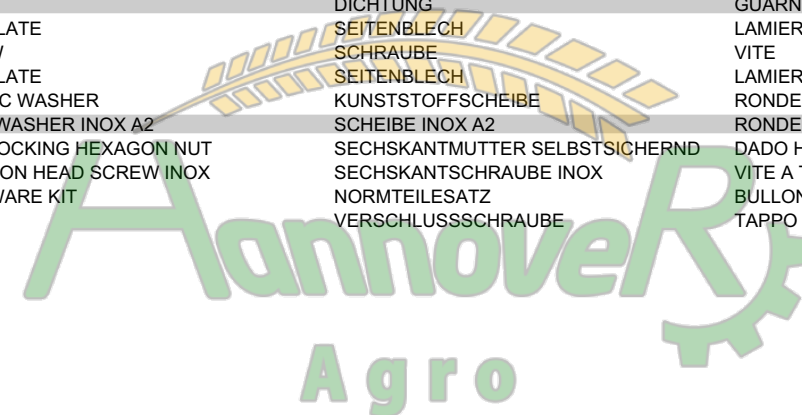 DICHTUNG GUARN
LATE SEITENBLECH LAMIER
SCHRAUBE VITE
LATE SEITENBLECH LAMIER
C WASHER KUNSTSTOFFSCHEIBE RONDE
WASHER INOX A2 SCHEIBE INOX A2 RONDE
OCKING HEXAGON NUT SECHSKANTMUTTER SELBSTSICHERND DADO H
ON HEAD SCREW INOX SECHSKANTSCHRAUBE INOX VITE A T
WARE KIT NORMTEILESATZ BULLON
VERSCHLUSSSCHRAUBE TAPPO
HannoveR
Agro